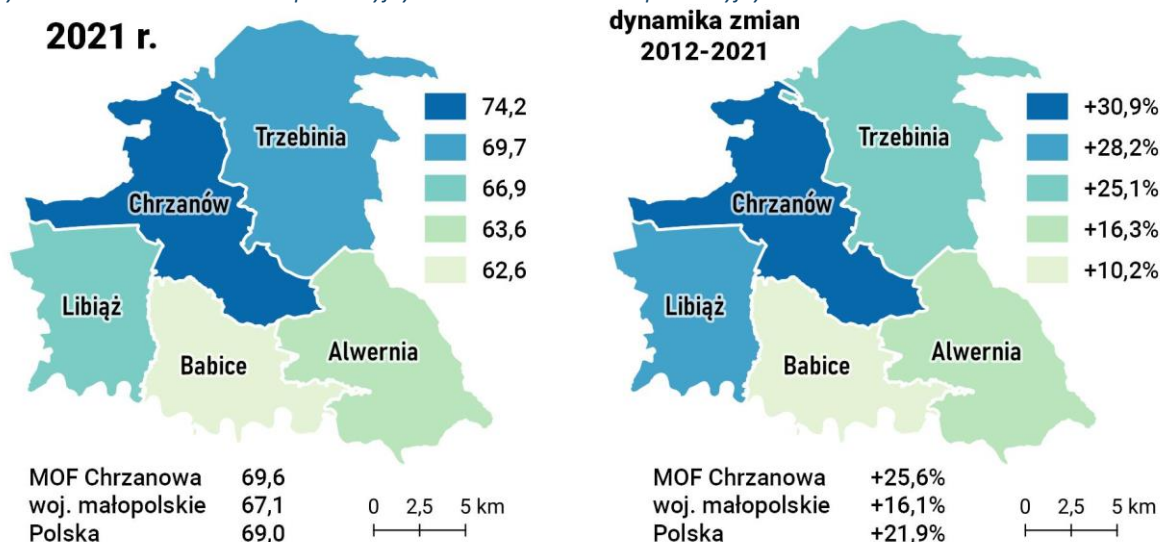 2021 r.
74,2
69,7
66,9
63,6
62,6
Trzebinia
Chrzanów
Libiąż
Babice
Alwernia
MOF Chrzanowa 69,6
woj. małopolskie 67,1
Polska 69,0
0 2,5 5 km
dynamika zmian
2012-2021
+30,9%
+28,2%
+25,1%
+16,3%
+10,2%
Trzebinia
Chrzanów
Libiąż
Babice
Alwernia
MOF Chrzanowa +25,6%
woj. małopolskie +16,1%
Polska +21,9%
0 2,5 5 km